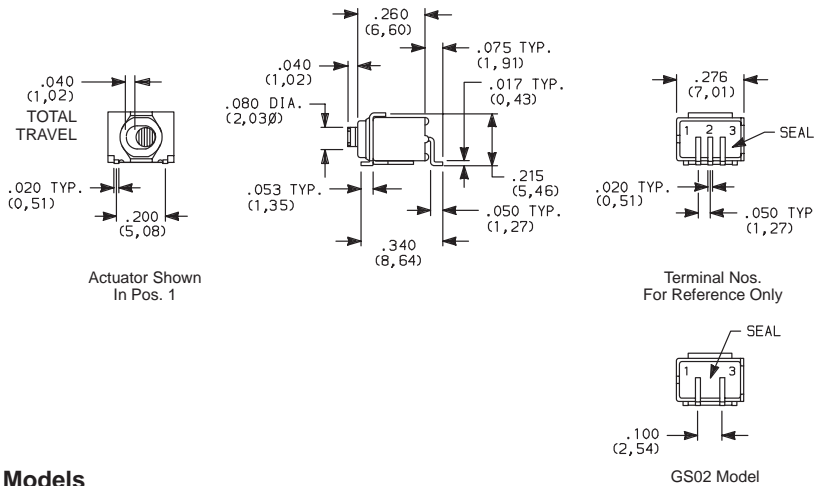 .040
(1,02)
TOTAL
TRAVEL
.020 TYP.
(0,51)
.200
(5,08)
Actuator Shown
In Pos. 1
.260
(6,60)
.075 TYP.
(1,91)
.040
(1,02)
.017 TYP.
(0,43)
.080 DIA.
(2,03Ø)
.053 TYP.
(1,35)
.215
(5,46)
.050 TYP.
(1,27)
.340
(8,64)
.276
(7,01)
1 2 3
SEAL
.020 TYP.
(0,51)
.050 TYP
(1,27)
Terminal Nos.
For Reference Only
SEAL
1 3
.100
(2,54)
GS02 Model
Models